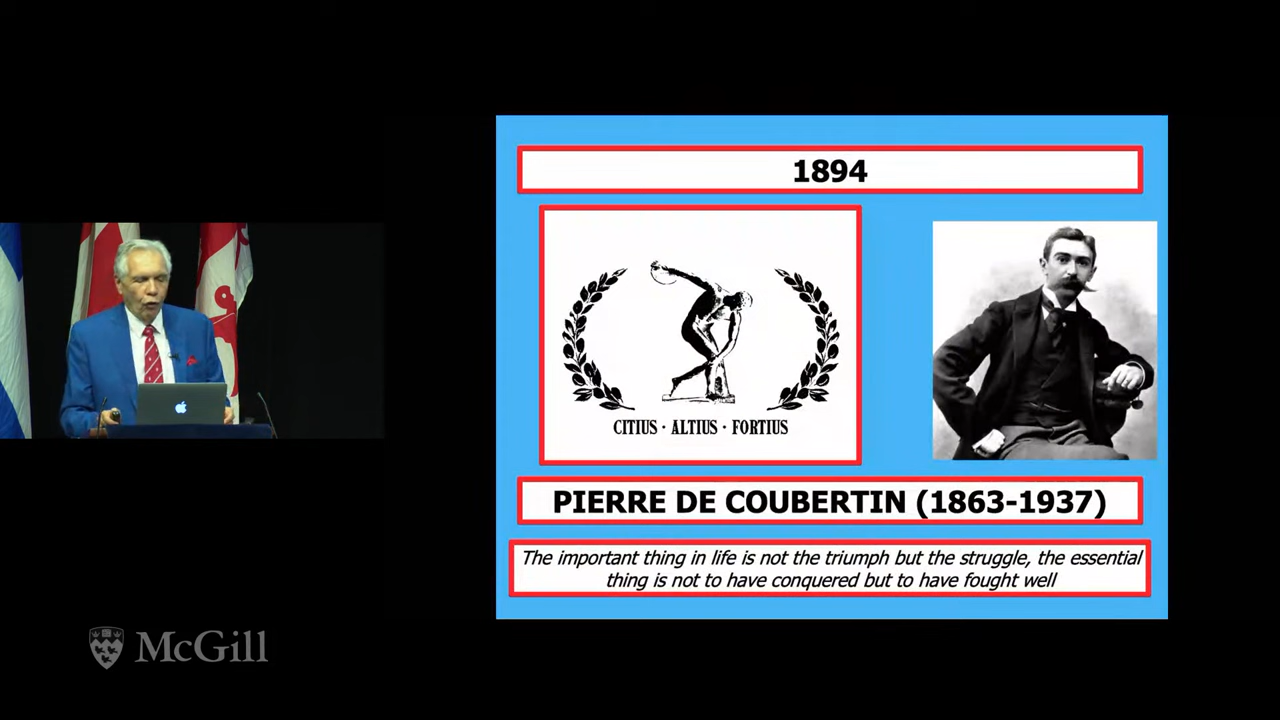 1894
CITIUS · ALTIUS · FORTIUS
PIERRE DE COUBERTIN (1863-1937)
The important thing in life is not the triumph but the struggle, the essential
thing is not to have conquered but to have fought well
McGill